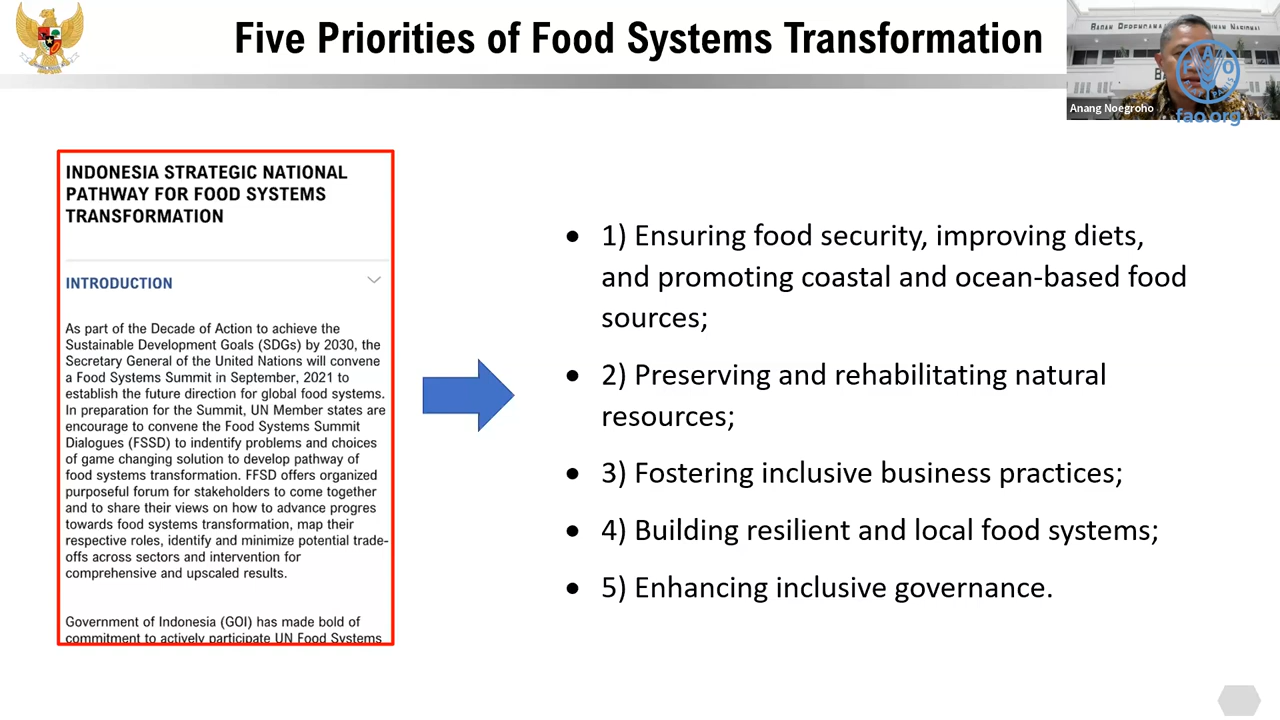 Five Priorities of Food Systems Transformation
Anang Noegroho
FAO
fao.org
INDONESIA STRATEGIC NATIONAL
PATHWAY FOR FOOD SYSTEMS
TRANSFORMATION
INTRODUCTION
As part of the Decade of Action to achieve the
Sustainable Development Goals (SDGs) by 2030, the
Secretary General of the United Nations will convene
a Food Systems Summit in September, 2021 to
establish the future direction for global food systems.
In preparation for the Summit, UN Member states are
encourage to convene the Food Systems Summit
Dialogues (FSSD) to indentify problems and choices
of game changing solution to develop pathway of
food systems transformation. FFSD offers organized
purposeful forum for stakeholders to come together
and to share their views on how to advance progres
towards food systems transformation, map their
respective roles, identify and minimize potential trade-
offs across sectors and intervention for
comprehensive and upscaled results.
Government of Indonesia (GOI) has made bold of
commitment to actively participate UN Food Systems
• 1) Ensuring food security, improving diets,
and promoting coastal and ocean-based food
sources;
• 2) Preserving and rehabilitating natural
resources;
• 3) Fostering inclusive business practices;
• 4) Building resilient and local food systems;
• 5) Enhancing inclusive governance.